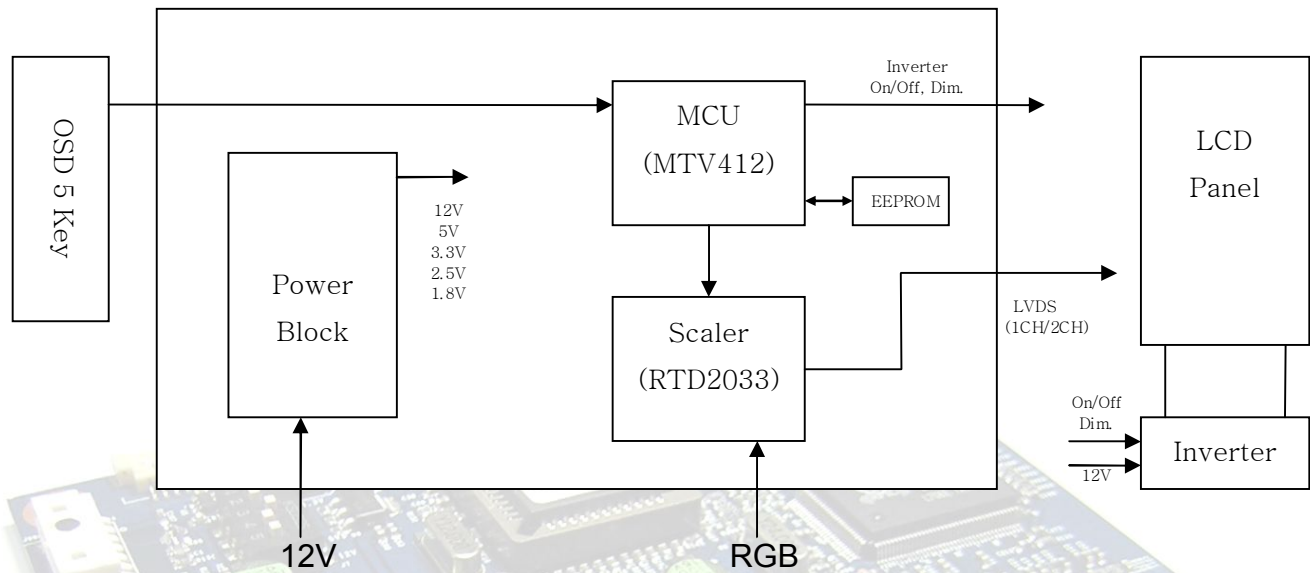 OSD 5 Key
Power
Block
12V
5V
3.3V
2.5V
1.8V
MCU
(MTV412)
EEPROM
Scaler
(RTD2033)
Inverter
On/Off, Dim.
LVDS
(1CH/2CH)
LCD
Panel
On/Off
Dim.
12V
Inverter
12V
RGB